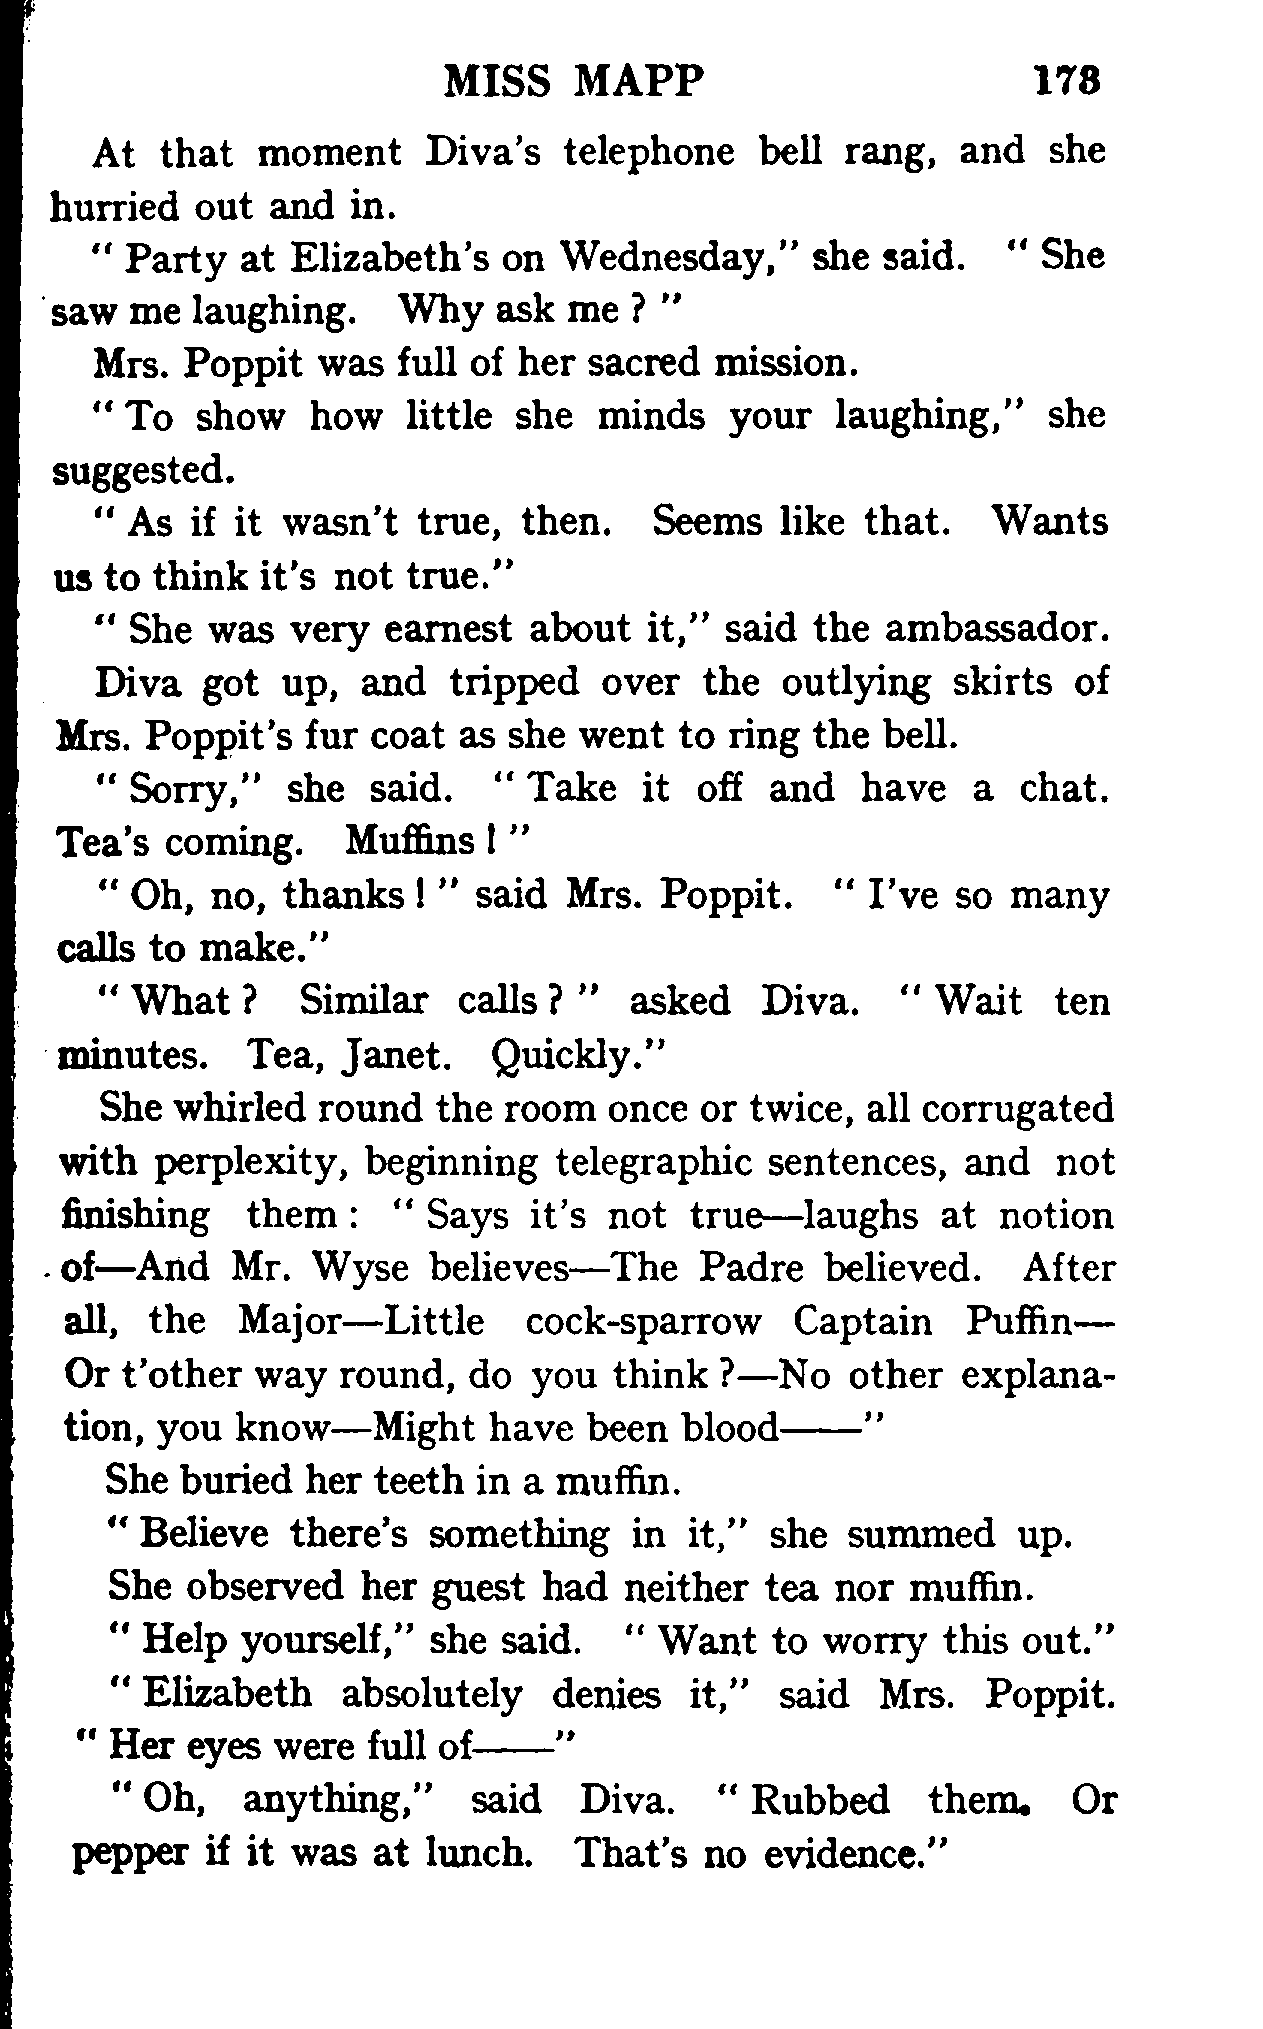 MISS MAPP 173
At that moment Diva's telephone bell rang, and she
hurried out and in.
" Party at Elizabeth's on Wednesday," she said. " She
saw me laughing. Why ask me ? "
Mrs. Poppit was full of her sacred mission.
" To show how little she minds your laughing," she
suggested.
" As if it wasn't true, then. Seems like that. Wants
us to think it's not true."
" She was very earnest about it," said the ambassador.
Diva got up, and tripped over the outlying skirts of
Mrs. Poppit's fur coat as she went to ring the bell.
" Sorry," she said. " Take it off and have a chat.
Tea's coming. Muffins ! "
" Oh, no, thanks ! " said Mrs. Poppit. " I've so many
calls to make."
" What ? Similar calls ? " asked Diva. " Wait ten
minutes. Tea, Janet. Quickly."
She whirled round the room once or twice, all corrugated
with perplexity, beginning telegraphic sentences, and not
finishing them : " Says it's not true—laughs at notion
of—And Mr. Wyse believes—The Padre believed. After
all, the Major—Little cock-sparrow Captain Puffin—
Or t'other way round, do you think ?—No other explana-
tion, you know—Might have been blood——"
She buried her teeth in a muffin.
" Believe there's something in it," she summed up.
She observed her guest had neither tea nor muffin.
" Help yourself," she said. " Want to worry this out."
" Elizabeth absolutely denies it," said Mrs. Poppit.
" Her eyes were full of——"
" Oh, anything," said Diva. " Rubbed them. Or
pepper if it was at lunch. That's no evidence."